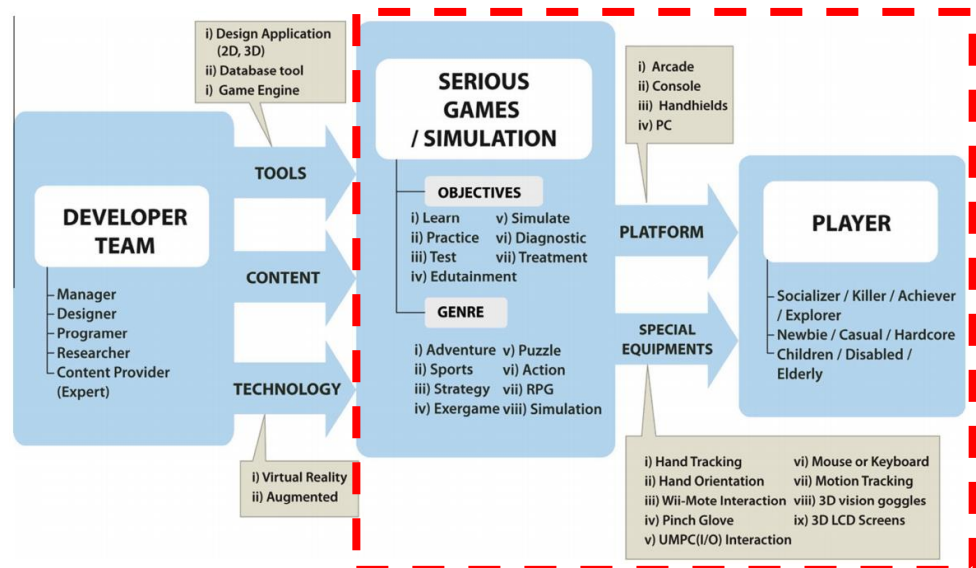 i) Design Application
(2D, 3D)
ii) Database tool
i) Game Engine
DEVELOPER
TEAM
Manager
Designer
Programer
Researcher
Content Provider
(Expert)
TOOLS
CONTENT
TECHNOLOGY
i) Virtual Reality
ii) Augmented
SERIOUS
GAMES
/ SIMULATION
OBJECTIVES
i) Learn v) Simulate
ii) Practice vi) Diagnostic
iii) Test vii) Treatment
iv) Edutainment
GENRE
i) Adventure v) Puzzle
ii) Sports vi) Action
iii) Strategy vii) RPG
iv) Exergame viii) Simulation
i) Arcade
ii) Console
iii) Handhields
iv) PC
PLATFORM
SPECIAL
EQUIPMENTS
i) Hand Tracking vi) Mouse or Keyboard
ii) Hand Orientation vii) Motion Tracking
iii) Wii-Mote Interaction viii) 3D vision goggles
iv) Pinch Glove ix) 3D LCD Screens
v) UMPC(I/O) Interaction
PLAYER
Socializer / Killer / Achiever
/ Explorer
Newbie / Casual / Hardcore
Children / Disabled /
Elderly